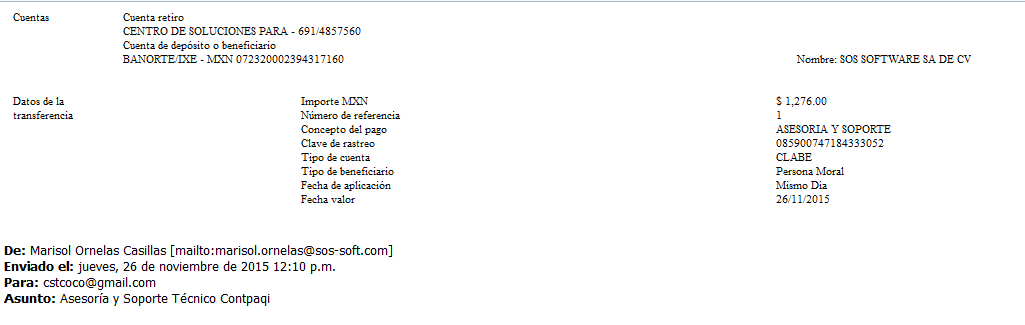 Cuentas Cuenta retiro
CENTRO DE SOLUCIONES PARA - 691/4857560
Cuenta de depósito o beneficiario
BANORTE/IXE - MXN 072320002394317160 Nombre: SOS SOFTWARE SA DE CV
Datos de la Importe MXN $ 1,276.00
transferencia Número de referencia 1
Concepto del pago ASESORIA Y SOPORTE
Clave de rastreo 085900747184333052
Tipo de cuenta CLABE
Tipo de beneficiario Persona Moral
Fecha de aplicación Mismo Dia
Fecha valor 26/11/2015
De: Marisol Ornelas Casillas [mailto:marisol.ornelas@sos-soft.com]
Enviado el: jueves, 26 de noviembre de 2015 12:10 p.m.
Para: cstcoco@gmail.com
Asunto: Asesoría y Soporte Técnico Contpaqi